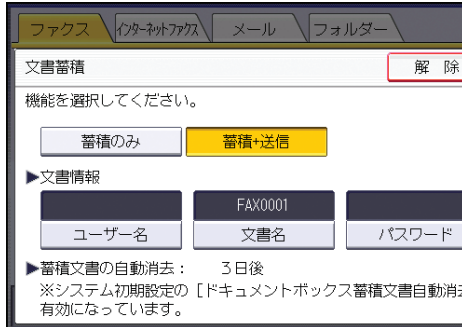 ファクス インターネットファクス メール フォルダー
文書蓄積 解 除
機能を選択してください。
蓄積のみ 蓄積+送信
▶文書情報
FAX0001
ユーザー名 文書名 パスワード
▶蓄積文書の自動消去： 3日後
※システム初期設定の［ドキュメントボックス蓄積文書自動消
有効になっています。